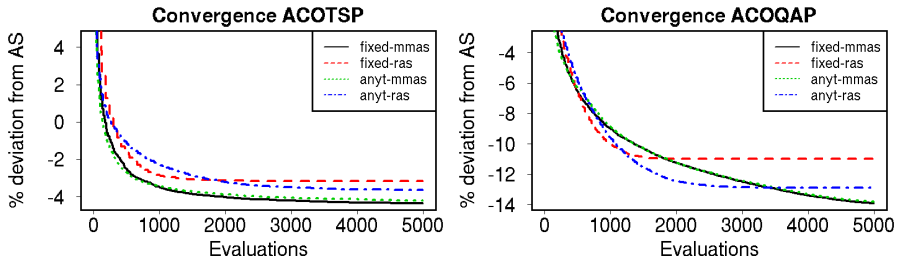 Convergence ACOTSP
% deviation from AS
4
2
0
-2
-4
0 1000 2000 3000 4000 5000
Evaluations
fixed-mmas
fixed-ras
anyt-mmas
anyt-ras
Convergence ACOQAP
% deviation from AS
-4
-6
-8
-10
-12
-14
0 1000 2000 3000 4000 5000
Evaluations
fixed-mmas
fixed-ras
anyt-mmas
anyt-ras